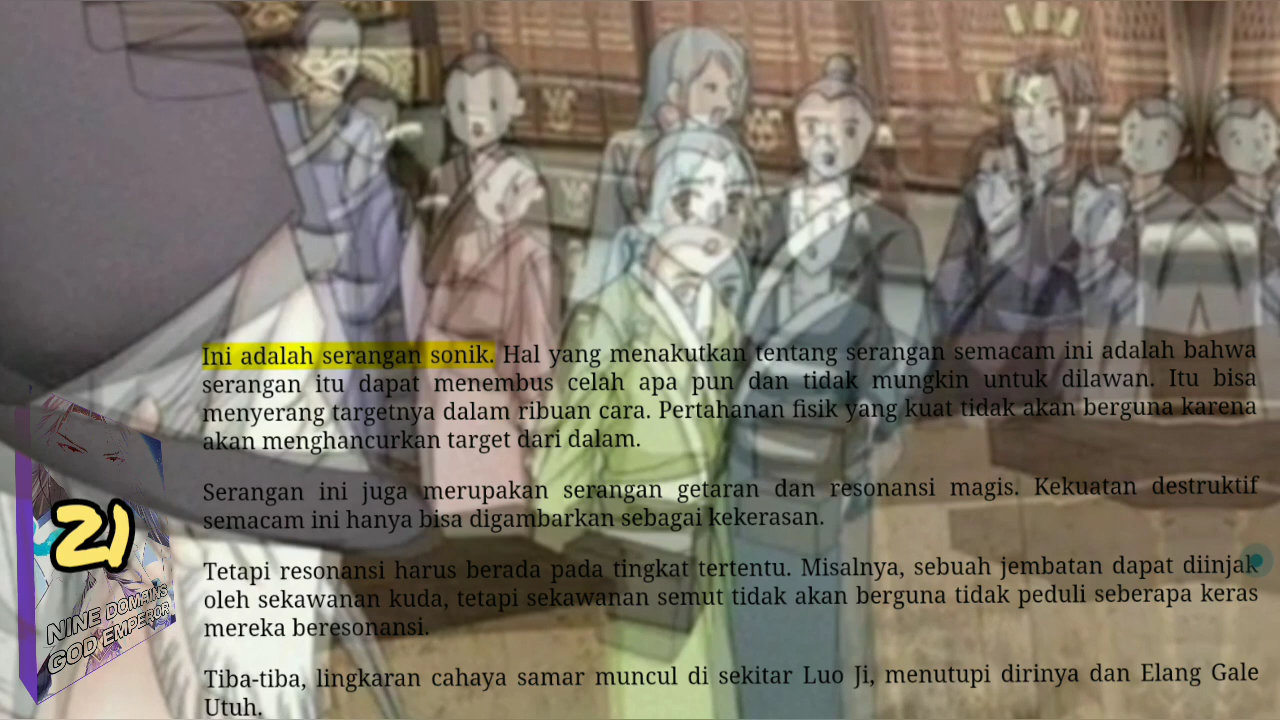 Ini adalah serangan sonik. Hal yang menakutkan tentang serangan semacam ini adalah bahwa
serangan itu dapat menembus celah apa pun dan tidak mungkin untuk dilawan. Itu bisa
menyerang targetnya dalam ribuan cara. Pertahanan fisik yang kuat tidak akan berguna karena
akan menghancurkan target dari dalam.
Serangan ini juga merupakan serangan getaran dan resonansi magis. Kekuatan destruktif
semacam ini hanya bisa digambarkan sebagai kekerasan.
Tetapi resonansi harus berada pada tingkat tertentu. Misalnya, sebuah jembatan dapat diinjak
oleh sekawanan kuda, tetapi sekawanan semut tidak akan berguna tidak peduli seberapa keras
mereka beresonansi.
Tiba-tiba, lingkaran cahaya samar muncul di sekitar Luo Ji, menutupi dirinya dan Elang Gale
Utuh.
21
NINE DOMAINS
GOD EMPEROR